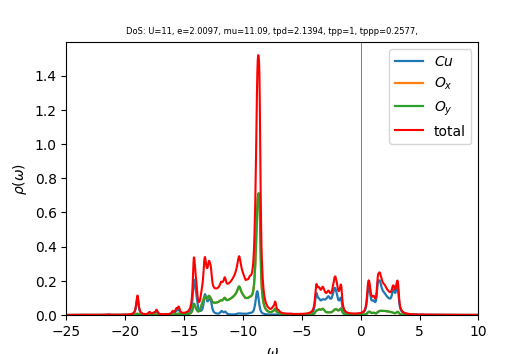 DoS: U=11, e=2.0097, mu=11.09, tpd=2.1394, tpp=1, tppp=0.2577,
ρ(ω)
1.4
1.2
1.0
0.8
0.6
0.4
0.2
0.0
Cu
Oₓ
O_y
total
−25 −20 −15 −10 −5 0 5 10
ω